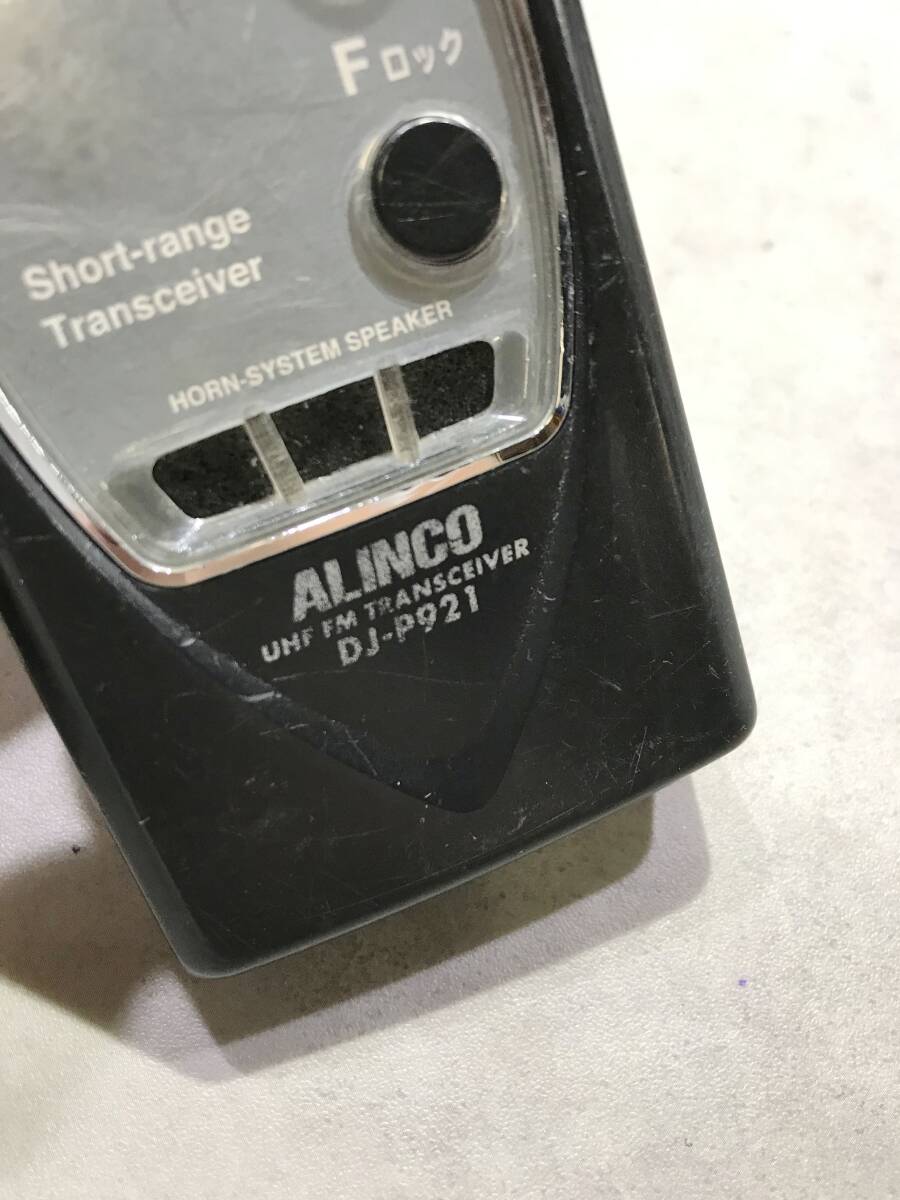 F ロック
Short-range
Transceiver
HORN-SYSTEM SPEAKER
ALINCO
UHF FM TRANSCEIVER
DJ-P921